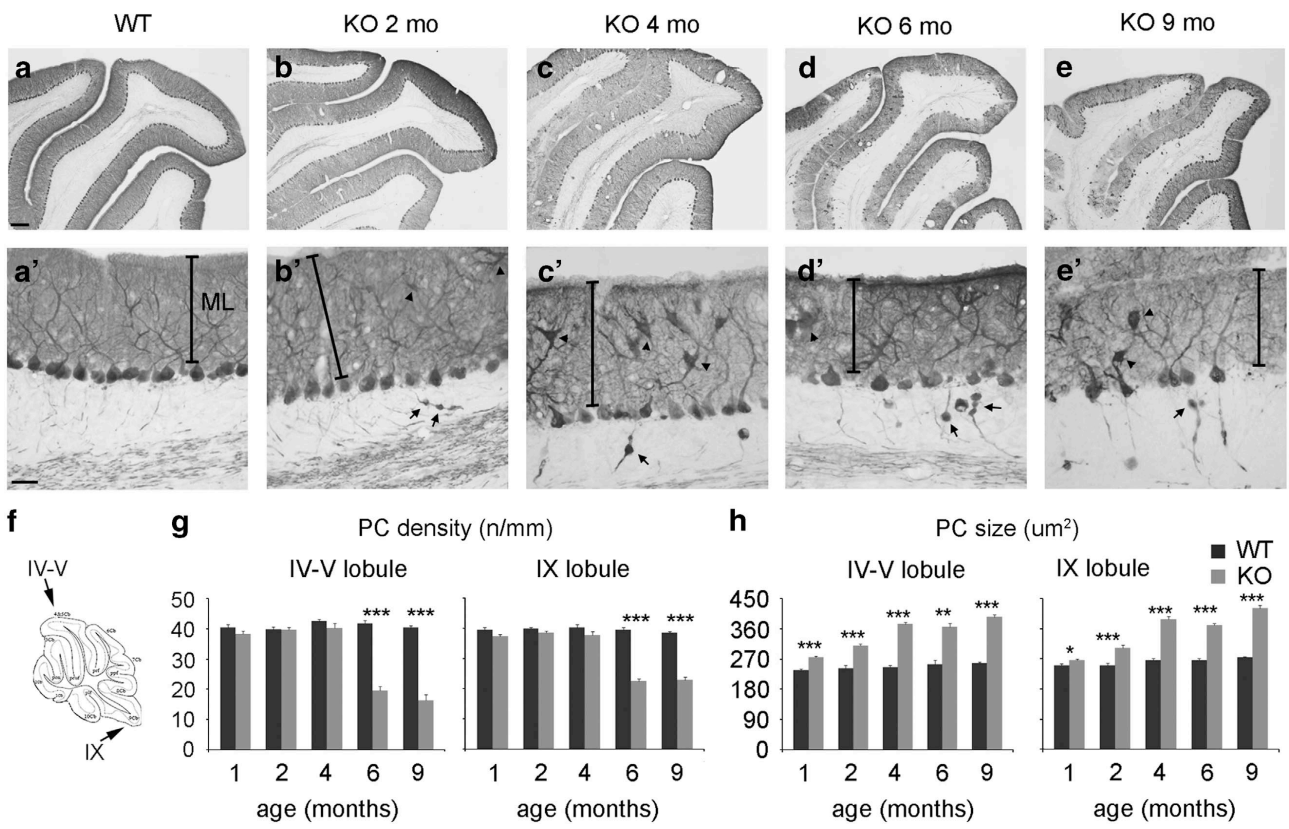 WT KO 2 mo KO 4 mo KO 6 mo KO 9 mo
a b c d e
a’ b’ c’ d’ e’
ML
f g h
PC density (n/mm) PC size (um²)
WT
KO
IV-V lobule IX lobule IV-V lobule IX lobule
IV-V
IX
50
40
30
20
10
0
*** *** *** ***
450
360
270
180
90
0
*** *** *** ** ***
* *** *** *** ***
1 2 4 6 9 1 2 4 6 9 1 2 4 6 9 1 2 4 6 9
age (months) age (months) age (months) age (months)